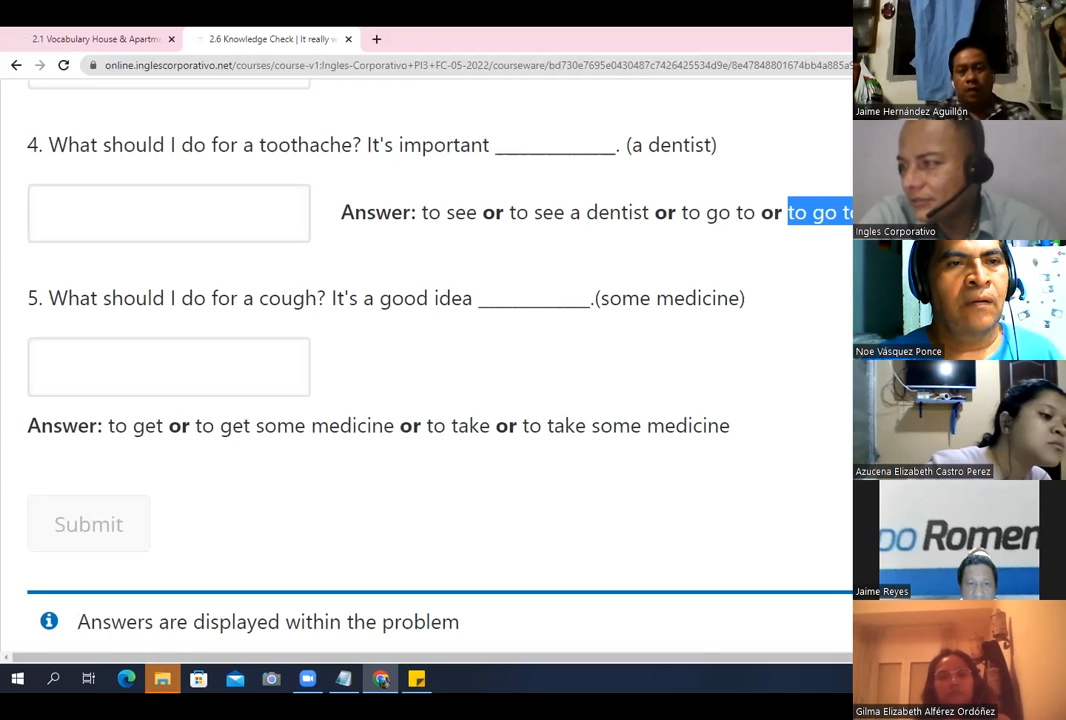 2.1 Vocabulary House & Apartm
2.6 Knowledge Check | It really w
online.inglescorporativo.net/courses/course-v1:Ingles-Corporativo+PI3+FC-05-2022/courseware/bd730e7695e0430487c7426425534d9e/8e47848801674bb4a885a9
4. What should I do for a toothache? It's important _____________. (a dentist)
Answer: to see or to see a dentist or to go to or to go to
5. What should I do for a cough? It's a good idea ____________.(some medicine)
Answer: to get or to get some medicine or to take or to take some medicine
Submit
Answers are displayed within the problem
Jaime Hernández Aguillón
Ingles Corporativo
Noe Vásquez Ponce
Azucena Elizabeth Castro Perez
po Romen
Jaime Reyes
Gilma Elizabeth Alférez Ordóñez